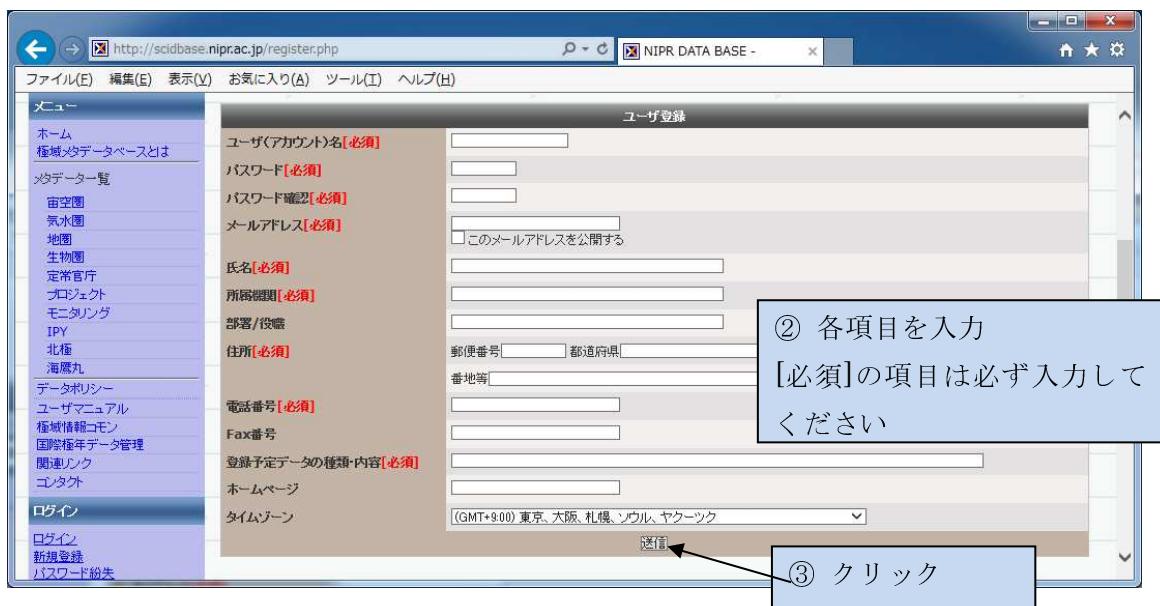 http://scidbase.nipr.ac.jp/register.php
NIPR DATA BASE -
ファイル(F) 編集(E) 表示(V) お気に入り(A) ツール(T) ヘルプ(H)
メニュー
ホーム
極域メタデータベースとは
メタデータ一覧
宙空圏
気水圏
地圏
生物圏
定常官庁
プロジェクト
モニタリング
IPY
北極
海鷹丸
データポリシー
ユーザマニュアル
極域情報コモン
国際極年データ管理
関連リンク
コンタクト
ログイン
ログイン
新規登録
パスワード紛失
ユーザ登録
ユーザ(アカウント)名[必須]
パスワード[必須]
パスワード確認[必須]
メールアドレス[必須]
このメールアドレスを公開する
氏名[必須]
所属機関[必須]
部署/役職
住所[必須] 郵便番号 都道府県
番地等
電話番号[必須]
Fax番号
登録予定データの種類・内容[必須]
ホームページ
タイムゾーン (GMT+9:00) 東京、大阪、札幌、ソウル、ヤクーツク
送信
② 各項目を入力
[必須]の項目は必ず入力して
ください
③ クリック